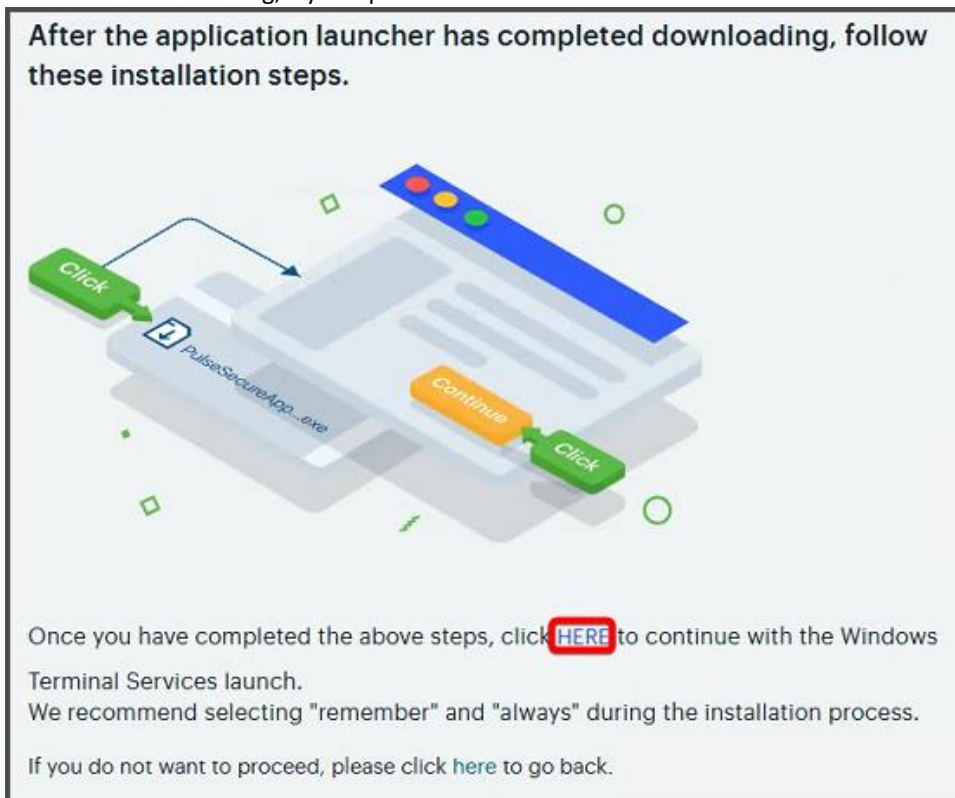 After the application launcher has completed downloading, follow
these installation steps.
Click
PulseSecureApp...exe
Continue
Click
Once you have completed the above steps, click HERE to continue with the Windows
Terminal Services launch.
We recommend selecting "remember" and "always" during the installation process.
If you do not want to proceed, please click here to go back.